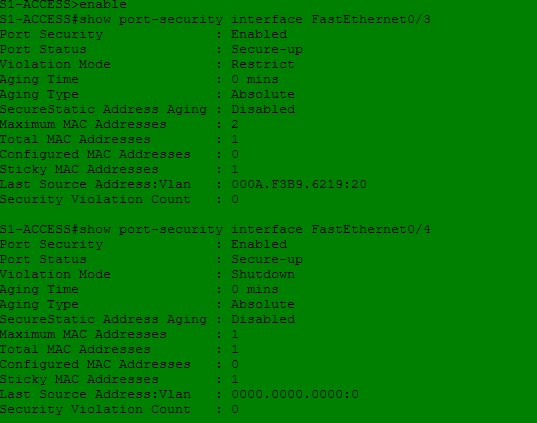 S1-ACCESS>enable
S1-ACCESS#show port-security interface FastEthernet0/3
Port Security              : Enabled
Port Status                : Secure-up
Violation Mode             : Restrict
Aging Time                 : 0 mins
Aging Type                 : Absolute
SecureStatic Address Aging : Disabled
Maximum MAC Addresses      : 2
Total MAC Addresses        : 1
Configured MAC Addresses   : 0
Sticky MAC Addresses       : 1
Last Source Address:Vlan   : 000A.F3B9.6219:20
Security Violation Count   : 0
S1-ACCESS#show port-security interface FastEthernet0/4
Port Security              : Enabled
Port Status                : Secure-up
Violation Mode             : Shutdown
Aging Time                 : 0 mins
Aging Type                 : Absolute
SecureStatic Address Aging : Disabled
Maximum MAC Addresses      : 1
Total MAC Addresses        : 1
Configured MAC Addresses   : 0
Sticky MAC Addresses       : 1
Last Source Address:Vlan   : 0000.0000.0000:0
Security Violation Count   : 0